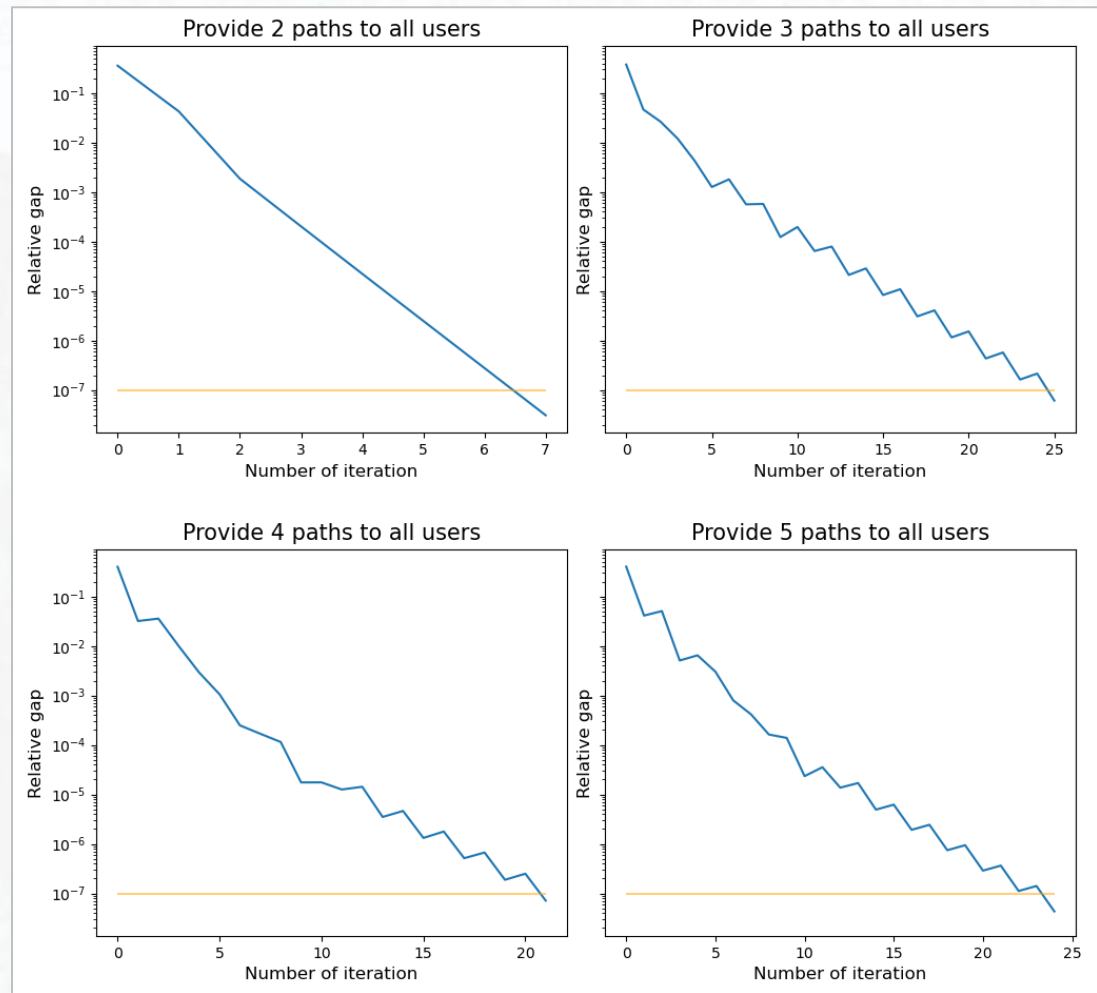 Provide 2 paths to all users
Relative gap
10⁻¹
10⁻²
10⁻³
10⁻⁴
10⁻⁵
10⁻⁶
10⁻⁷
0 1 2 3 4 5 6 7
Number of iteration
Provide 3 paths to all users
Relative gap
0 5 10 15 20 25
Number of iteration
Provide 4 paths to all users
Relative gap
10⁻¹
10⁻²
10⁻³
10⁻⁴
10⁻⁵
10⁻⁶
10⁻⁷
0 5 10 15 20
Number of iteration
Provide 5 paths to all users
Relative gap
0 5 10 15 20 25
Number of iteration